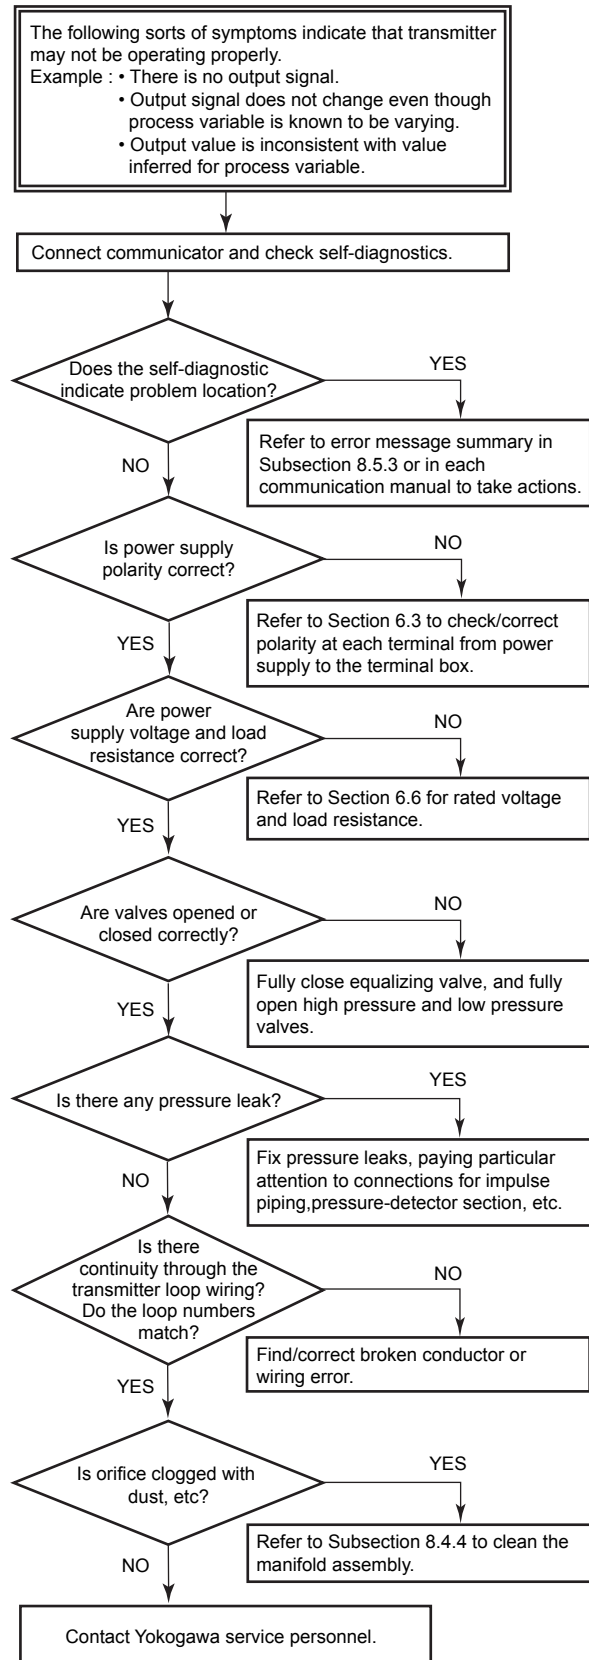 The following sorts of symptoms indicate that transmitter
may not be operating properly.
Example : • There is no output signal.
• Output signal does not change even though
process variable is known to be varying.
• Output value is inconsistent with value
inferred for process variable.
Connect communicator and check self-diagnostics.
Does the self-diagnostic
indicate problem location?
YES
Refer to error message summary in
Subsection 8.5.3 or in each
communication manual to take actions.
NO
Is power supply
polarity correct?
NO
Refer to Section 6.3 to check/correct
polarity at each terminal from power
supply to the terminal box.
YES
Are power
supply voltage and load
resistance correct?
NO
Refer to Section 6.6 for rated voltage
and load resistance.
YES
Are valves opened or
closed correctly?
NO
Fully close equalizing valve, and fully
open high pressure and low pressure
valves.
YES
Is there any pressure leak?
YES
Fix pressure leaks, paying particular
attention to connections for impulse
piping,pressure-detector section, etc.
NO
Is there
continuity through the
transmitter loop wiring?
Do the loop numbers
match?
NO
Find/correct broken conductor or
wiring error.
YES
Is orifice clogged with
dust, etc?
YES
Refer to Subsection 8.4.4 to clean the
manifold assembly.
NO
Contact Yokogawa service personnel.